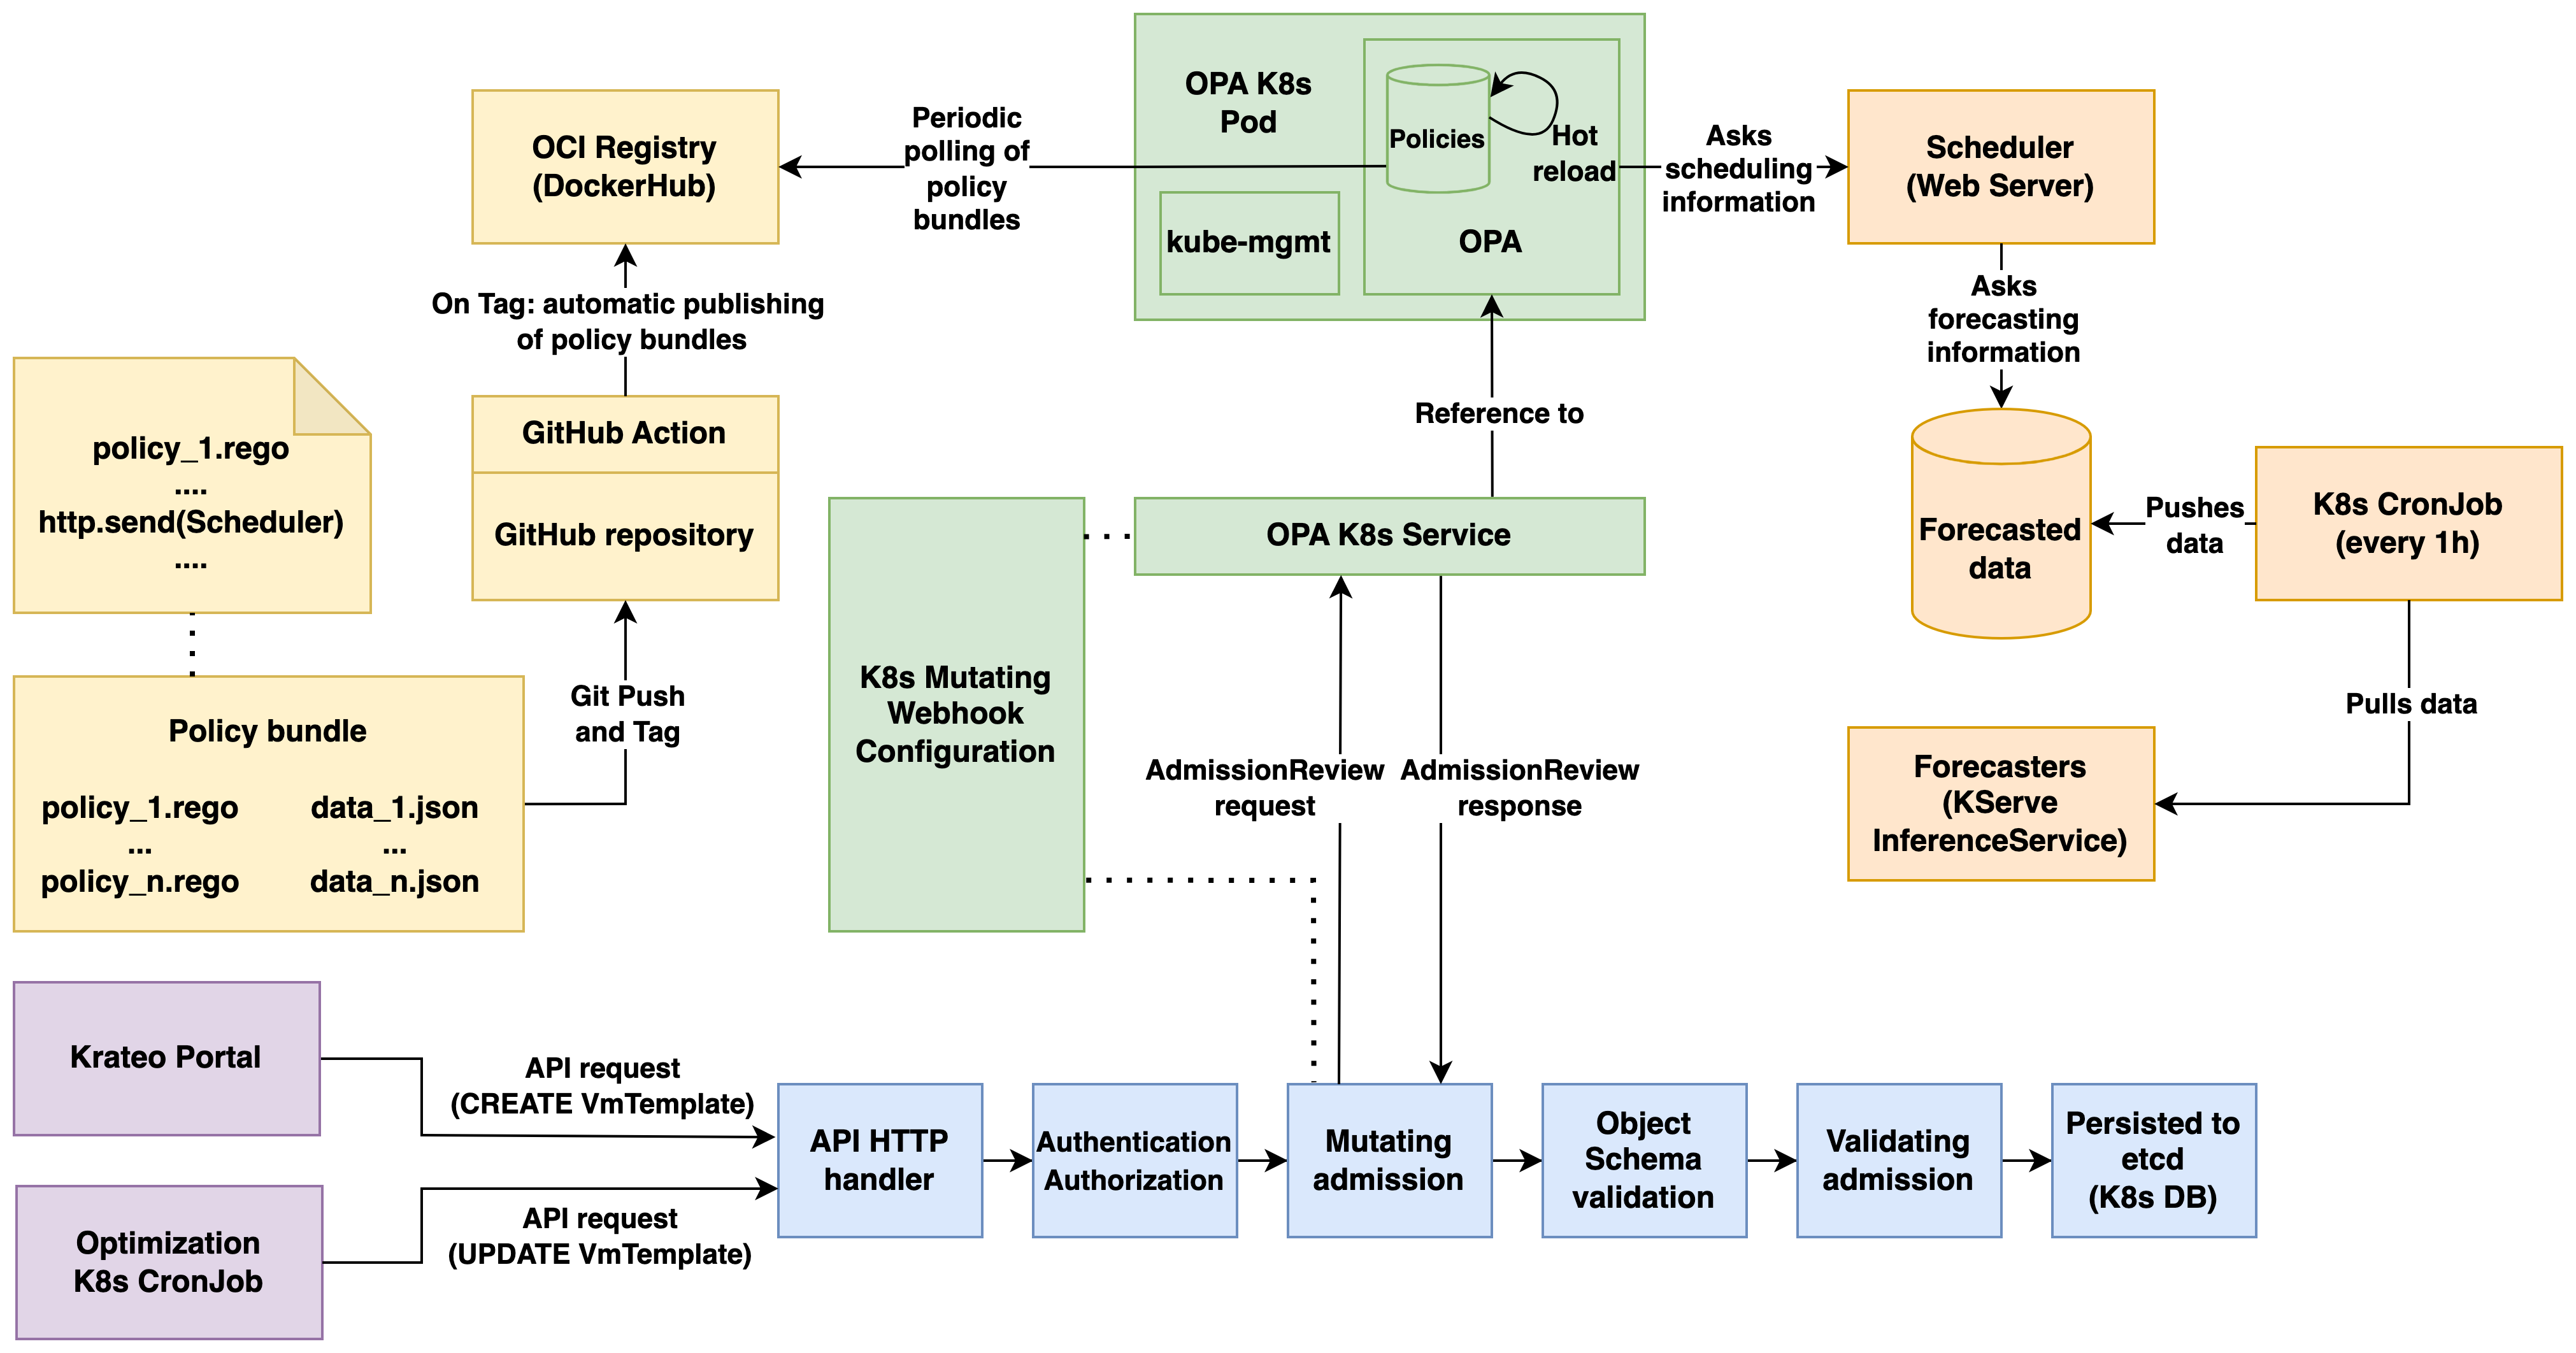 OPA K8s
Pod
Policies
Hot
reload
kube-mgmt
OPA
OCI Registry
(DockerHub)
Periodic
polling of
policy
bundles
Asks
scheduling
information
Scheduler
(Web Server)
On Tag: automatic publishing
of policy bundles
Asks
forecasting
information
policy_1.rego
....
http.send(Scheduler)
....
GitHub Action
GitHub repository
Reference to
OPA K8s Service
Forecasted
data
Pushes
data
K8s CronJob
(every 1h)
Policy bundle
policy_1.rego
...
policy_n.rego
data_1.json
...
data_n.json
Git Push
and Tag
K8s Mutating
Webhook
Configuration
AdmissionReview
request
AdmissionReview
response
Pulls data
Forecasters
(KServe
InferenceService)
Krateo Portal
API request
(CREATE VmTemplate)
Optimization
K8s CronJob
API request
(UPDATE VmTemplate)
API HTTP
handler
Authentication
Authorization
Mutating
admission
Object
Schema
validation
Validating
admission
Persisted to
etcd
(K8s DB)